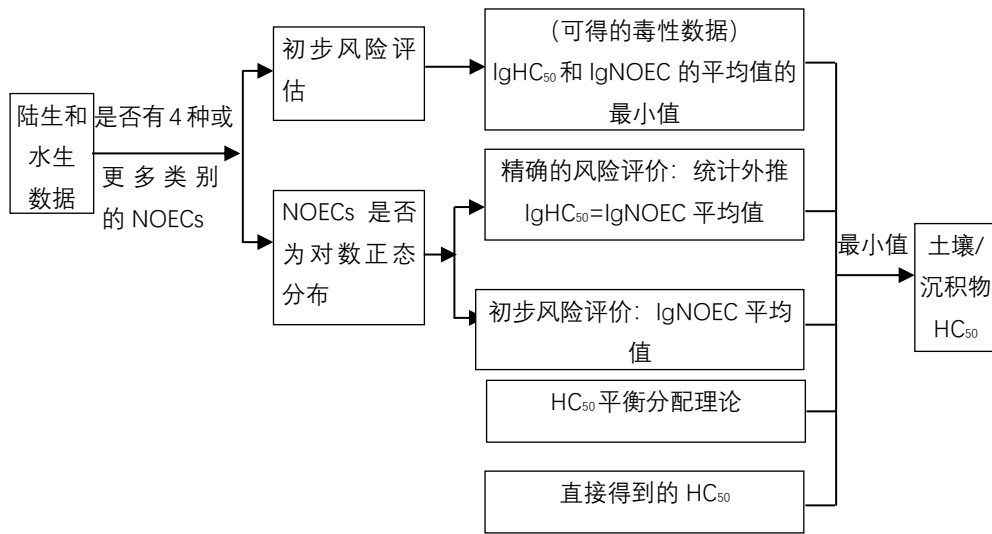 陆生和
水生
数据
是否有 4 种或
更多类别
的 NOECs
初步风险评
估
（可得的毒性数据）
lgHC₅₀ 和 lgNOEC 的平均值的
最小值
NOECs 是否
为对数正态
分布
精确的风险评价：统计外推
lgHC₅₀=lgNOEC 平均值
初步风险评价：lgNOEC 平均
值
HC₅₀ 平衡分配理论
直接得到的 HC₅₀
最小值
土壤/
沉积物
HC₅₀